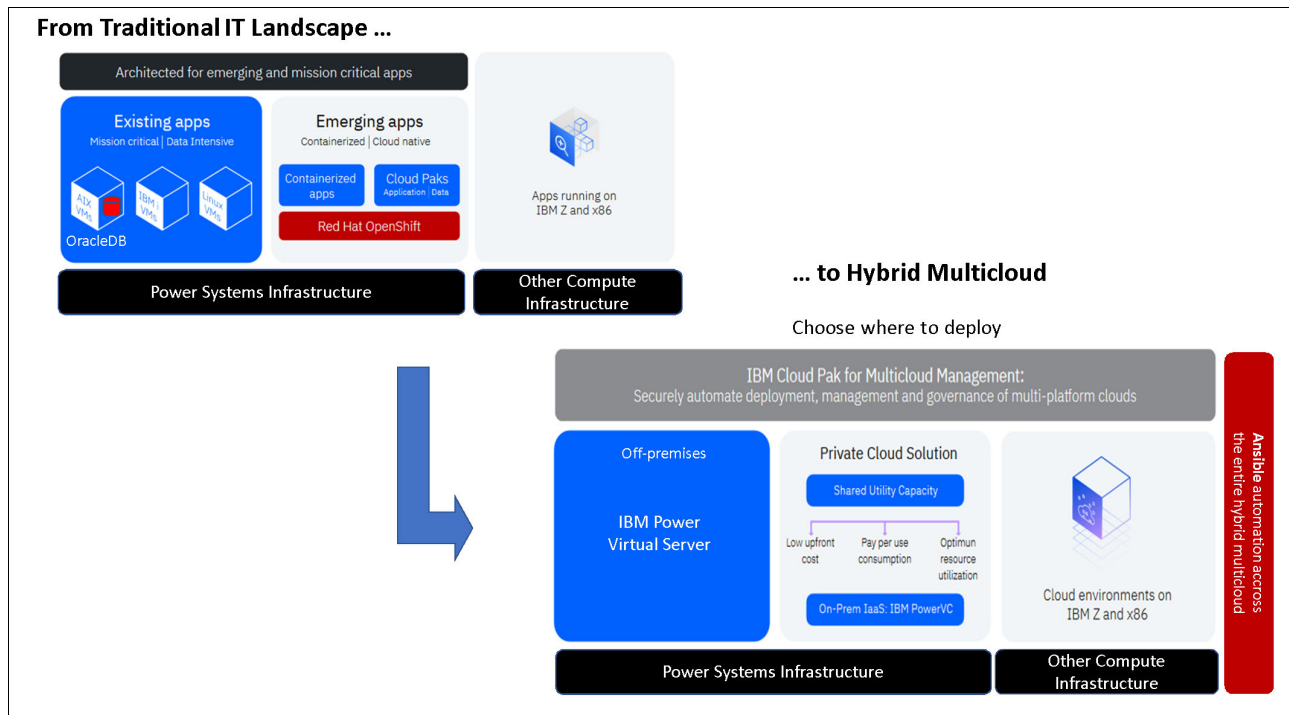 From Traditional IT Landscape ...
Architected for emerging and mission critical apps
Existing apps
Mission critical | Data Intensive
AIX
VMs
IBM i
VMs
Linux
VMs
OracleDB
Emerging apps
Containerized | Cloud native
Containerized
apps
Cloud Paks
Application | Data
Red Hat OpenShift
Apps running on
IBM Z and x86
Power Systems Infrastructure
Other Compute
Infrastructure
... to Hybrid Multicloud
Choose where to deploy
IBM Cloud Pak for Multicloud Management:
Securely automate deployment, management and governance of multi-platform clouds
Off-premises
IBM Power
Virtual Server
Private Cloud Solution
Shared Utility Capacity
Low upfront
cost
Pay per use
consumption
Optimun
resource
utilization
On-Prem IaaS: IBM PowerVC
Cloud environments on
IBM Z and x86
Power Systems Infrastructure
Other Compute
Infrastructure
Ansible automation accross
the entire hybrid multicloud